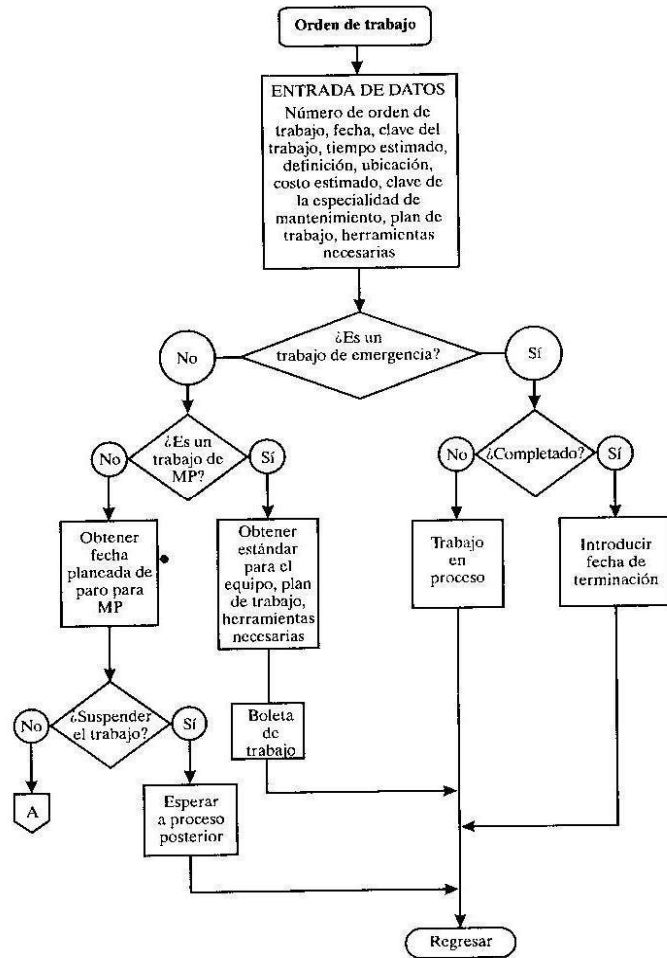 Orden de trabajo
ENTRADA DE DATOS
Número de orden de
trabajo, fecha, clave del
trabajo, tiempo estimado,
definición, ubicación,
costo estimado, clave de
la especialidad de
mantenimiento, plan de
trabajo, herramientas
necesarias
¿Es un
trabajo de emergencia?
No
Sí
¿Es un
trabajo de
MP?
No
Sí
¿Completado?
No
Sí
Obtener
fecha
planeada de
paro para
MP
Obtener
estándar
para el
equipo, plan
de trabajo,
herramientas
necesarias
Trabajo
en
proceso
Introducir
fecha de
terminación
¿Suspender
el trabajo?
No
Sí
Boleta
de
trabajo
A
Esperar
a proceso
posterior
Regresar